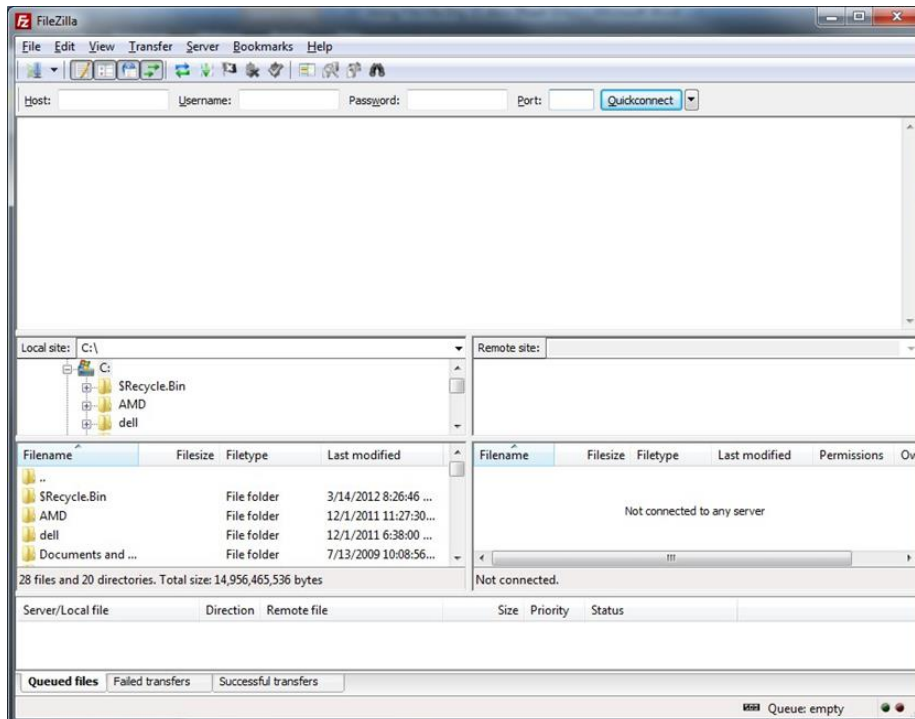 FileZilla
File Edit View Transfer Server Bookmarks Help
Host: Username: Password: Port: Quickconnect
Local site: C:\
C:
$Recycle.Bin
AMD
dell
Remote site:
Filename Filesize Filetype Last modified
..
$Recycle.Bin File folder 3/14/2012 8:26:46 ...
AMD File folder 12/1/2011 11:27:30...
dell File folder 12/1/2011 6:38:00 ...
Documents and ... File folder 7/13/2009 10:08:56...
28 files and 20 directories. Total size: 14,956,465,536 bytes
Filename Filesize Filetype Last modified Permissions Ow
Not connected to any server
Not connected.
Server/Local file Direction Remote file Size Priority Status
Queued files Failed transfers Successful transfers
Queue: empty